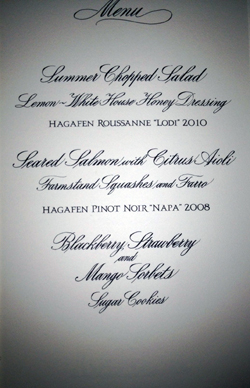 Menu
Summer Chopped Salad
Lemon-White House Honey Dressing
Hagafen Roussanne "Lodi" 2010
Seared Salmon with Citrus Aioli
Farmstand Squashes and Farro
Hagafen Pinot Noir "Napa" 2008
Blackberry, Strawberry
and
Mango Sorbets
Sugar Cookies